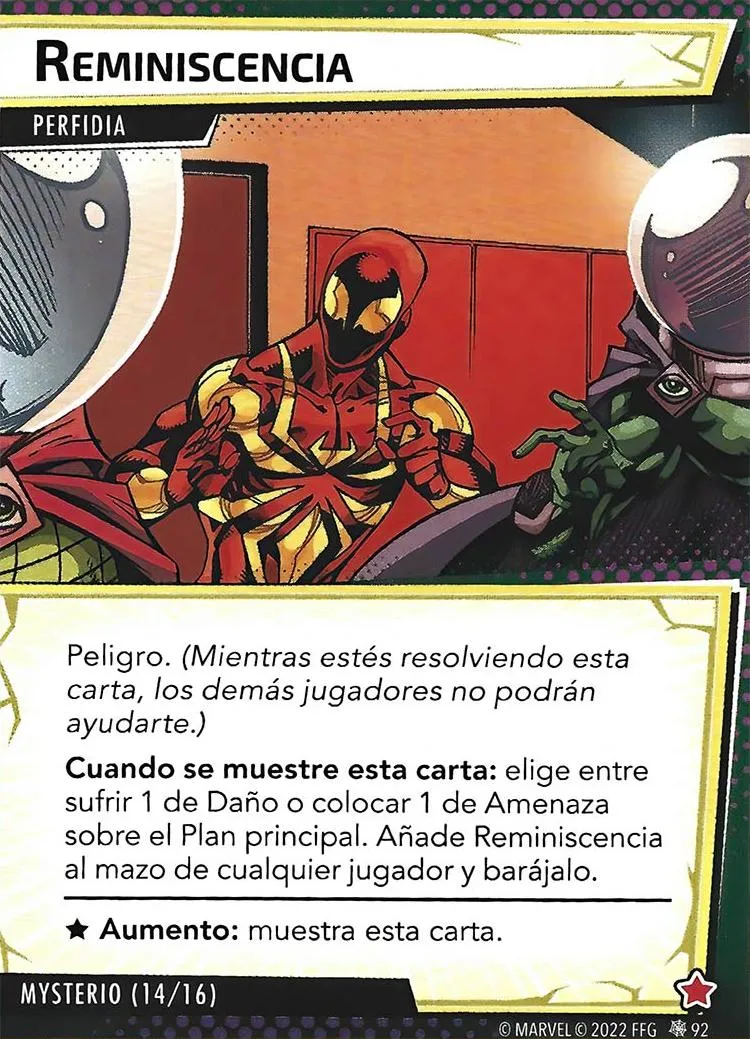 REMINISCENCIA
PERFIDIA
Peligro. (Mientras estés resolviendo esta
carta, los demás jugadores no podrán
ayudarte.)
Cuando se muestre esta carta: elige entre
sufrir 1 de Daño o colocar 1 de Amenaza
sobre el Plan principal. Añade Reminiscencia
al mazo de cualquier jugador y barájalo.
★ Aumento: muestra esta carta.
MYSTERIO (14/16)
© MARVEL © 2022 FFG 92